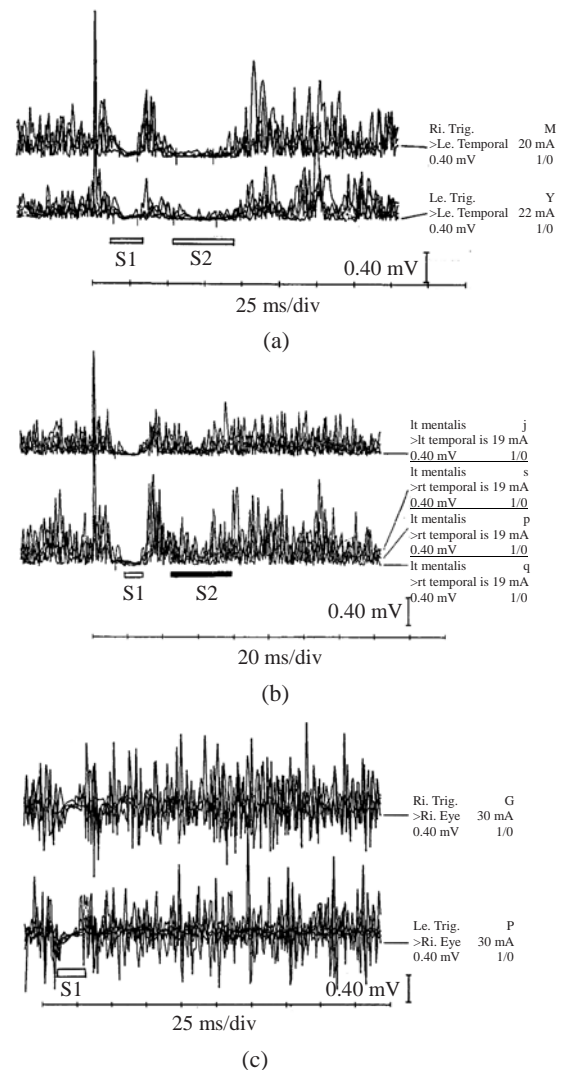 Ri. Trig. M
>Le. Temporal 20 mA
0.40 mV 1/0
Le. Trig. Y
>Le. Temporal 22 mA
0.40 mV 1/0
S1 S2
0.40 mV
25 ms/div
(a)
lt mentalis j
>lt temporal is 19 mA
0.40 mV 1/0
lt mentalis s
>rt temporal is 19 mA
0.40 mV 1/0
lt mentalis p
>rt temporal is 19 mA
0.40 mV 1/0
lt mentalis q
>rt temporal is 19 mA
0.40 mV 1/0
S1 S2
0.40 mV
20 ms/div
(b)
Ri. Trig. G
>Ri. Eye 30 mA
0.40 mV 1/0
Le. Trig. P
>Ri. Eye 30 mA
0.40 mV 1/0
S1
0.40 mV
25 ms/div
(c)